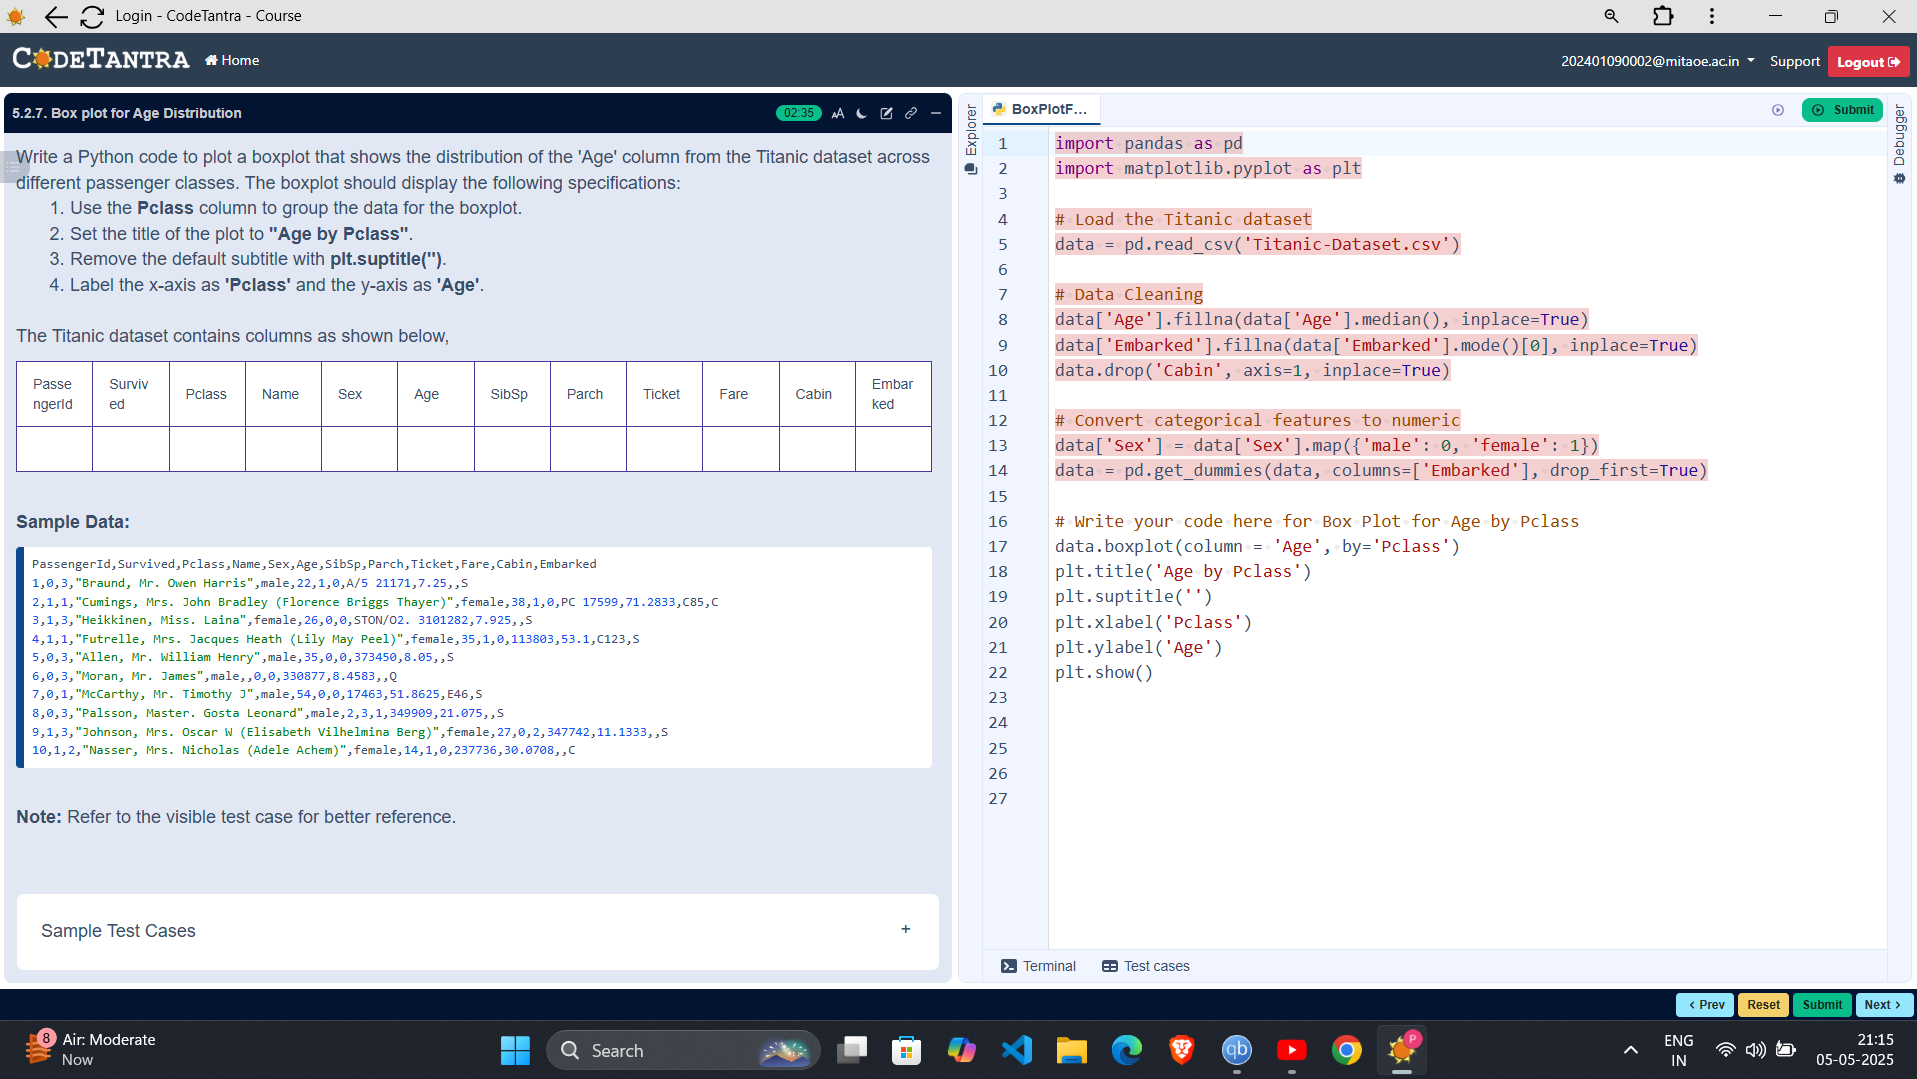 Login - CodeTantra - Course
CODETANTRA
Home
202401090002@mitaoe.ac.in
Support
Logout
5.2.7. Box plot for Age Distribution
02:35
Write a Python code to plot a boxplot that shows the distribution of the 'Age' column from the Titanic dataset across
different passenger classes. The boxplot should display the following specifications:
1. Use the Pclass column to group the data for the boxplot.
2. Set the title of the plot to "Age by Pclass".
3. Remove the default subtitle with plt.suptitle('').
4. Label the x-axis as 'Pclass' and the y-axis as 'Age'.
The Titanic dataset contains columns as shown below,
Passe
ngerId
Surviv
ed
Pclass
Name
Sex
Age
SibSp
Parch
Ticket
Fare
Cabin
Embar
ked
Sample Data:
PassengerId,Survived,Pclass,Name,Sex,Age,SibSp,Parch,Ticket,Fare,Cabin,Embarked
1,0,3,"Braund, Mr. Owen Harris",male,22,1,0,A/5 21171,7.25,,S
2,1,1,"Cumings, Mrs. John Bradley (Florence Briggs Thayer)",female,38,1,0,PC 17599,71.2833,C85,C
3,1,3,"Heikkinen, Miss. Laina",female,26,0,0,STON/O2. 3101282,7.925,,S
4,1,1,"Futrelle, Mrs. Jacques Heath (Lily May Peel)",female,35,1,0,113803,53.1,C123,S
5,0,3,"Allen, Mr. William Henry",male,35,0,0,373450,8.05,,S
6,0,3,"Moran, Mr. James",male,,0,0,330877,8.4583,,Q
7,0,1,"McCarthy, Mr. Timothy J",male,54,0,0,17463,51.8625,E46,S
8,0,3,"Palsson, Master. Gosta Leonard",male,2,3,1,349909,21.075,,S
9,1,3,"Johnson, Mrs. Oscar W (Elisabeth Vilhelmina Berg)",female,27,0,2,347742,11.1333,,S
10,1,2,"Nasser, Mrs. Nicholas (Adele Achem)",female,14,1,0,237736,30.0708,,C
Note: Refer to the visible test case for better reference.
Sample Test Cases
+
Explorer
BoxPlotF...
Submit
Debugger
1 import pandas as pd
2 import matplotlib.pyplot as plt
3
4 # Load the Titanic dataset
5 data = pd.read_csv('Titanic-Dataset.csv')
6
7 # Data Cleaning
8 data['Age'].fillna(data['Age'].median(), inplace=True)
9 data['Embarked'].fillna(data['Embarked'].mode()[0], inplace=True)
10 data.drop('Cabin', axis=1, inplace=True)
11
12 # Convert categorical features to numeric
13 data['Sex'] = data['Sex'].map({'male': 0, 'female': 1})
14 data = pd.get_dummies(data, columns=['Embarked'], drop_first=True)
15
16 # Write your code here for Box Plot for Age by Pclass
17 data.boxplot(column = 'Age', by='Pclass')
18 plt.title('Age by Pclass')
19 plt.suptitle('')
20 plt.xlabel('Pclass')
21 plt.ylabel('Age')
22 plt.show()
23
24
25
26
27
Terminal
Test cases
< Prev
Reset
Submit
Next >
8
Air: Moderate
Now
Search
qb
P
ENG
IN
21:15
05-05-2025